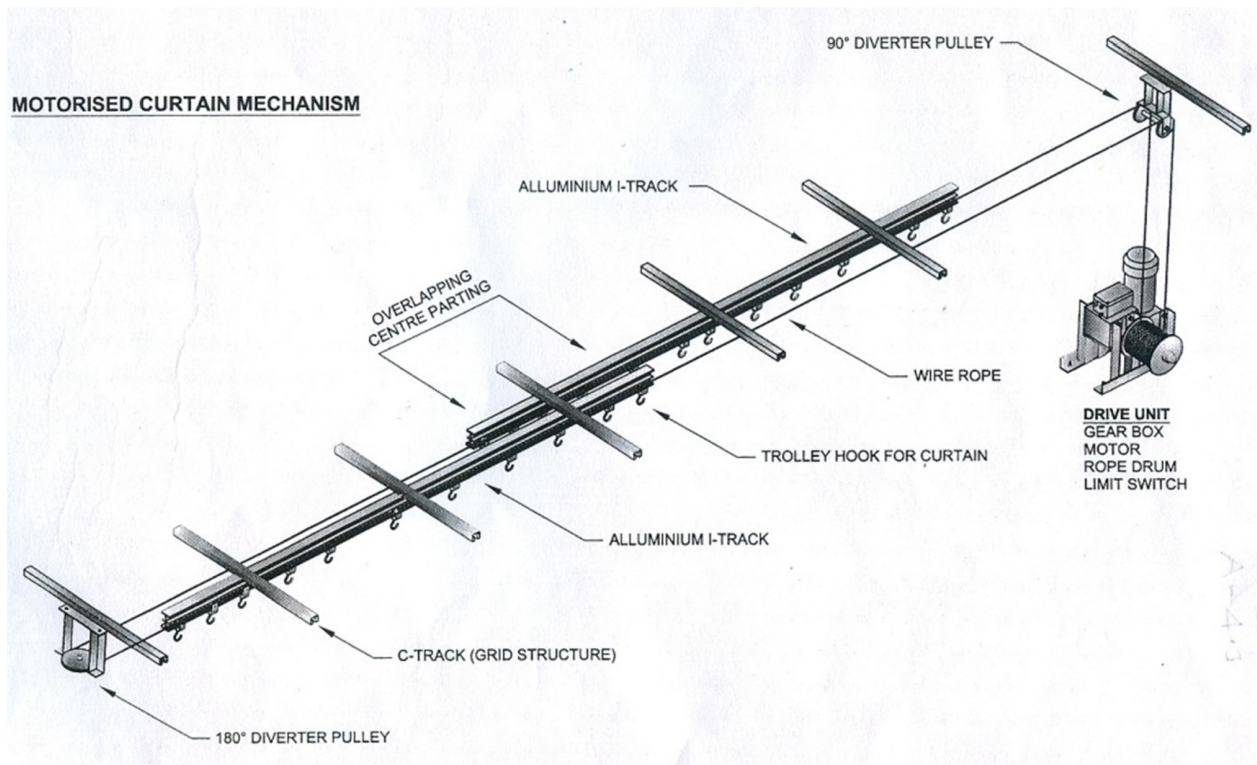 90° DIVERTER PULLEY
MOTORISED CURTAIN MECHANISM
ALLUMINIUM I-TRACK
OVERLAPPING
CENTRE PARTING
WIRE ROPE
DRIVE UNIT
GEAR BOX
MOTOR
ROPE DRUM
LIMIT SWITCH
TROLLEY HOOK FOR CURTAIN
ALLUMINIUM I-TRACK
C-TRACK (GRID STRUCTURE)
180° DIVERTER PULLEY